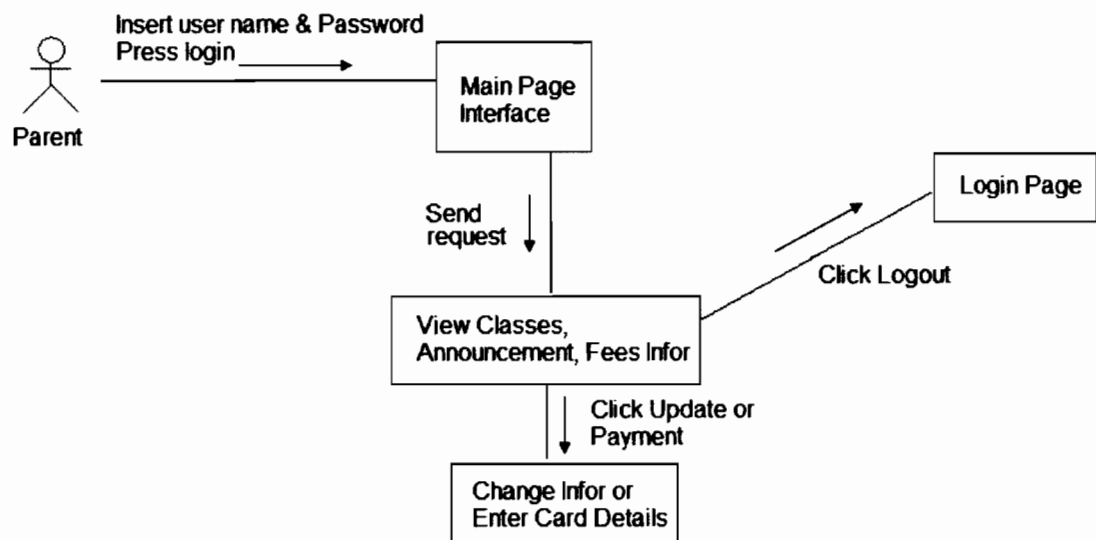 Insert user name & Password
Press login
Parent
Main Page
Interface
Send
request
Login Page
Click Logout
View Classes,
Announcement, Fees Infor
Click Update or
Payment
Change Infor or
Enter Card Details